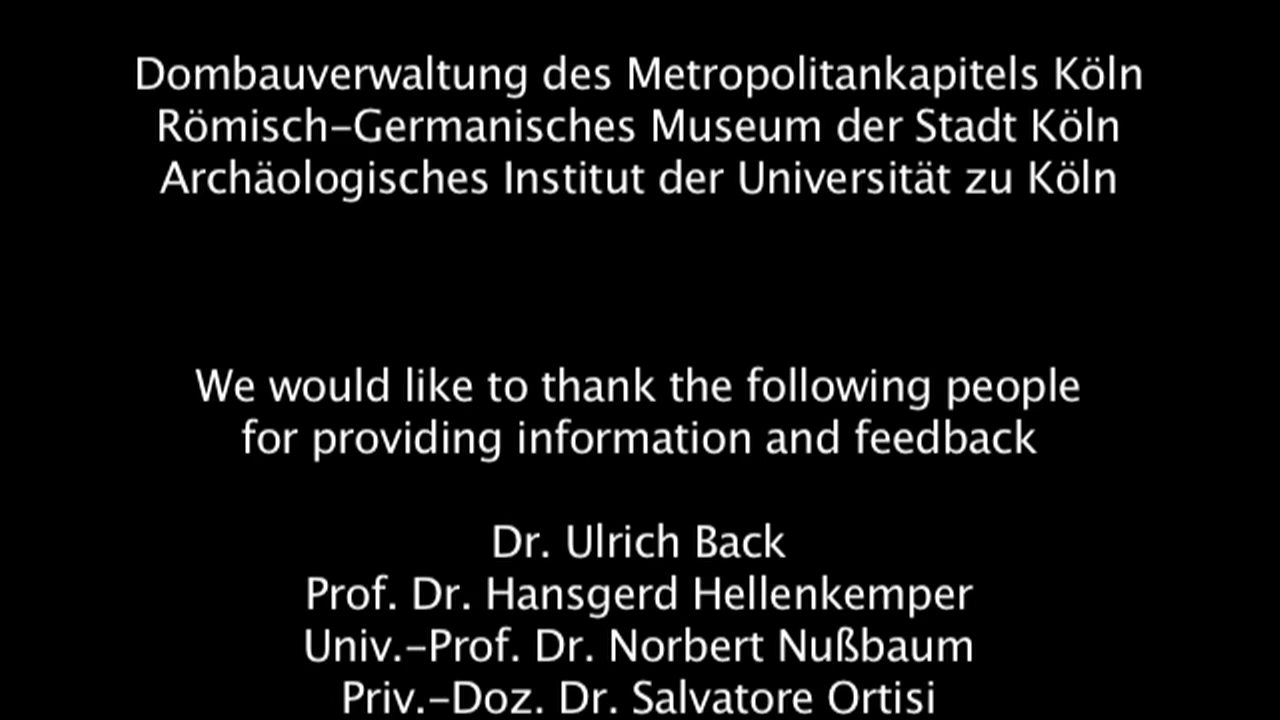 Dombauverwaltung des Metropolitankapitels Köln
Römisch-Germanisches Museum der Stadt Köln
Archäologisches Institut der Universität zu Köln
We would like to thank the following people
for providing information and feedback
Dr. Ulrich Back
Prof. Dr. Hansgerd Hellenkemper
Univ.-Prof. Dr. Norbert Nußbaum
Priv.-Doz. Dr. Salvatore Ortisi